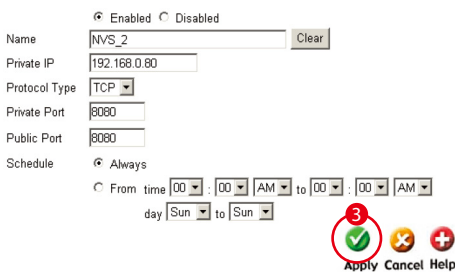 Enabled Disabled
Name NVS_2 Clear
Private IP 192.168.0.80
Protocol Type TCP
Private Port 8080
Public Port 8080
Schedule Always
From time 00 : 00 AM to 00 : 00 AM
day Sun to Sun
3
Apply Cancel Help